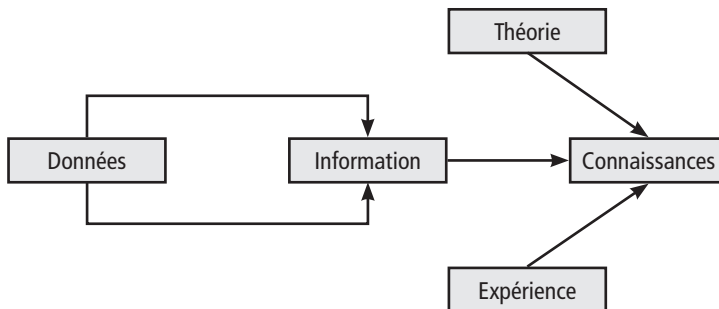 Théorie
Données
Information
Connaissances
Expérience